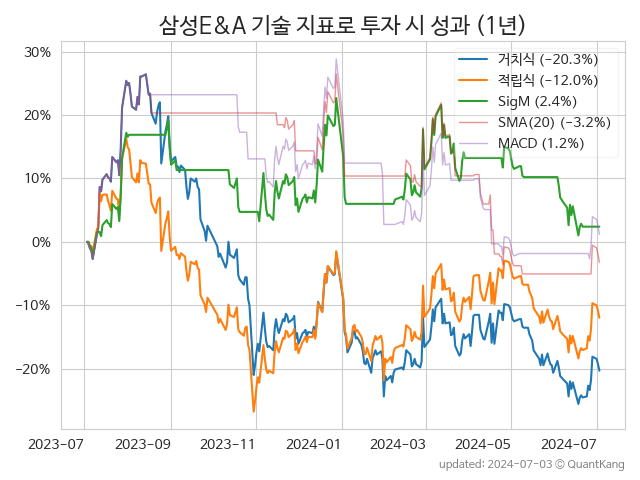 삼성E&A 기술 지표로 투자 시 성과 (1년)
30%
20%
10%
0%
−10%
−20%
거치식 (−20.3%)
적립식 (−12.0%)
SigM (2.4%)
SMA(20) (−3.2%)
MACD (1.2%)
2023-07
2023-09
2023-11
2024-01
2024-03
2024-05
2024-07
updated: 2024-07-03 © QuantKang